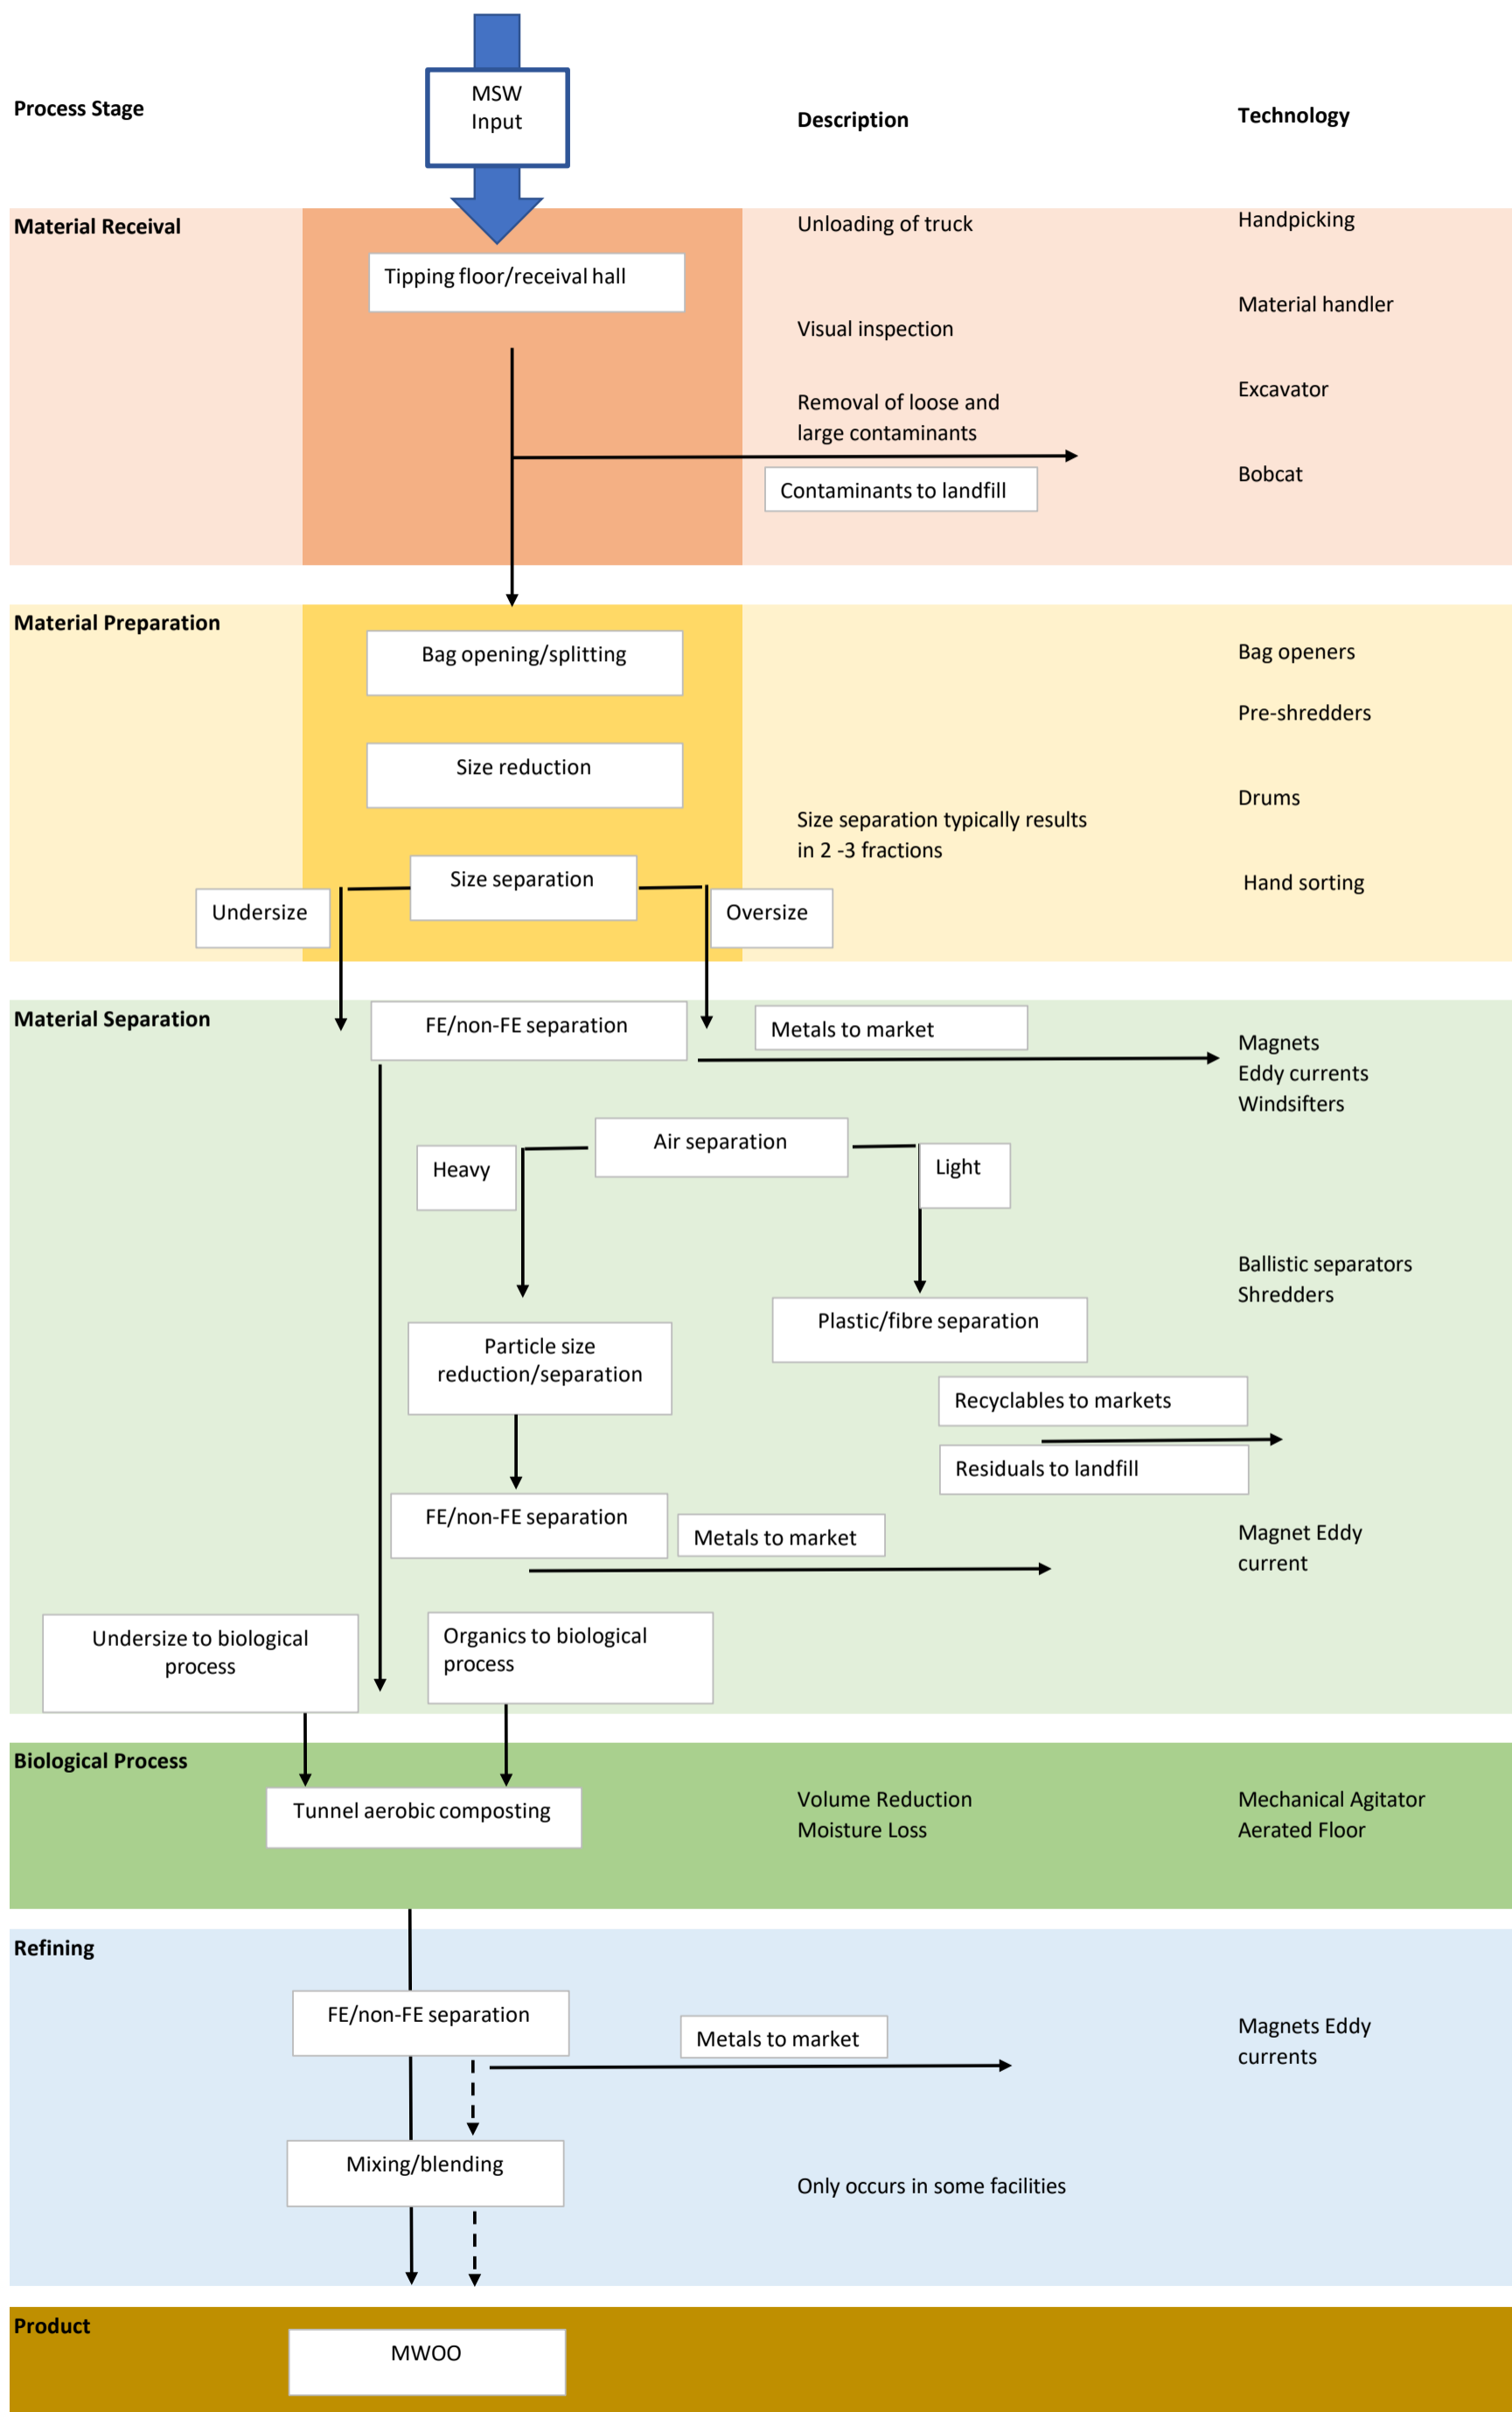 MSW
Input
Process Stage
Description
Technology
Material Receival
Unloading of truck
Handpicking
Tipping floor/receival hall
Material handler
Visual inspection
Excavator
Removal of loose and
large contaminants
Bobcat
Contaminants to landfill
Material Preparation
Bag opening/splitting
Bag openers
Pre-shredders
Size reduction
Drums
Size separation typically results
in 2 -3 fractions
Size separation
Hand sorting
Undersize
Oversize
Material Separation
FE/non-FE separation
Metals to market
Magnets
Eddy currents
Windsifters
Air separation
Heavy
Light
Ballistic separators
Shredders
Plastic/fibre separation
Particle size
reduction/separation
Recyclables to markets
Residuals to landfill
FE/non-FE separation
Metals to market
Magnet Eddy
current
Undersize to biological
process
Organics to biological
process
Biological Process
Tunnel aerobic composting
Volume Reduction
Moisture Loss
Mechanical Agitator
Aerated Floor
Refining
FE/non-FE separation
Metals to market
Magnets Eddy
currents
Mixing/blending
Only occurs in some facilities
Product
MWOO